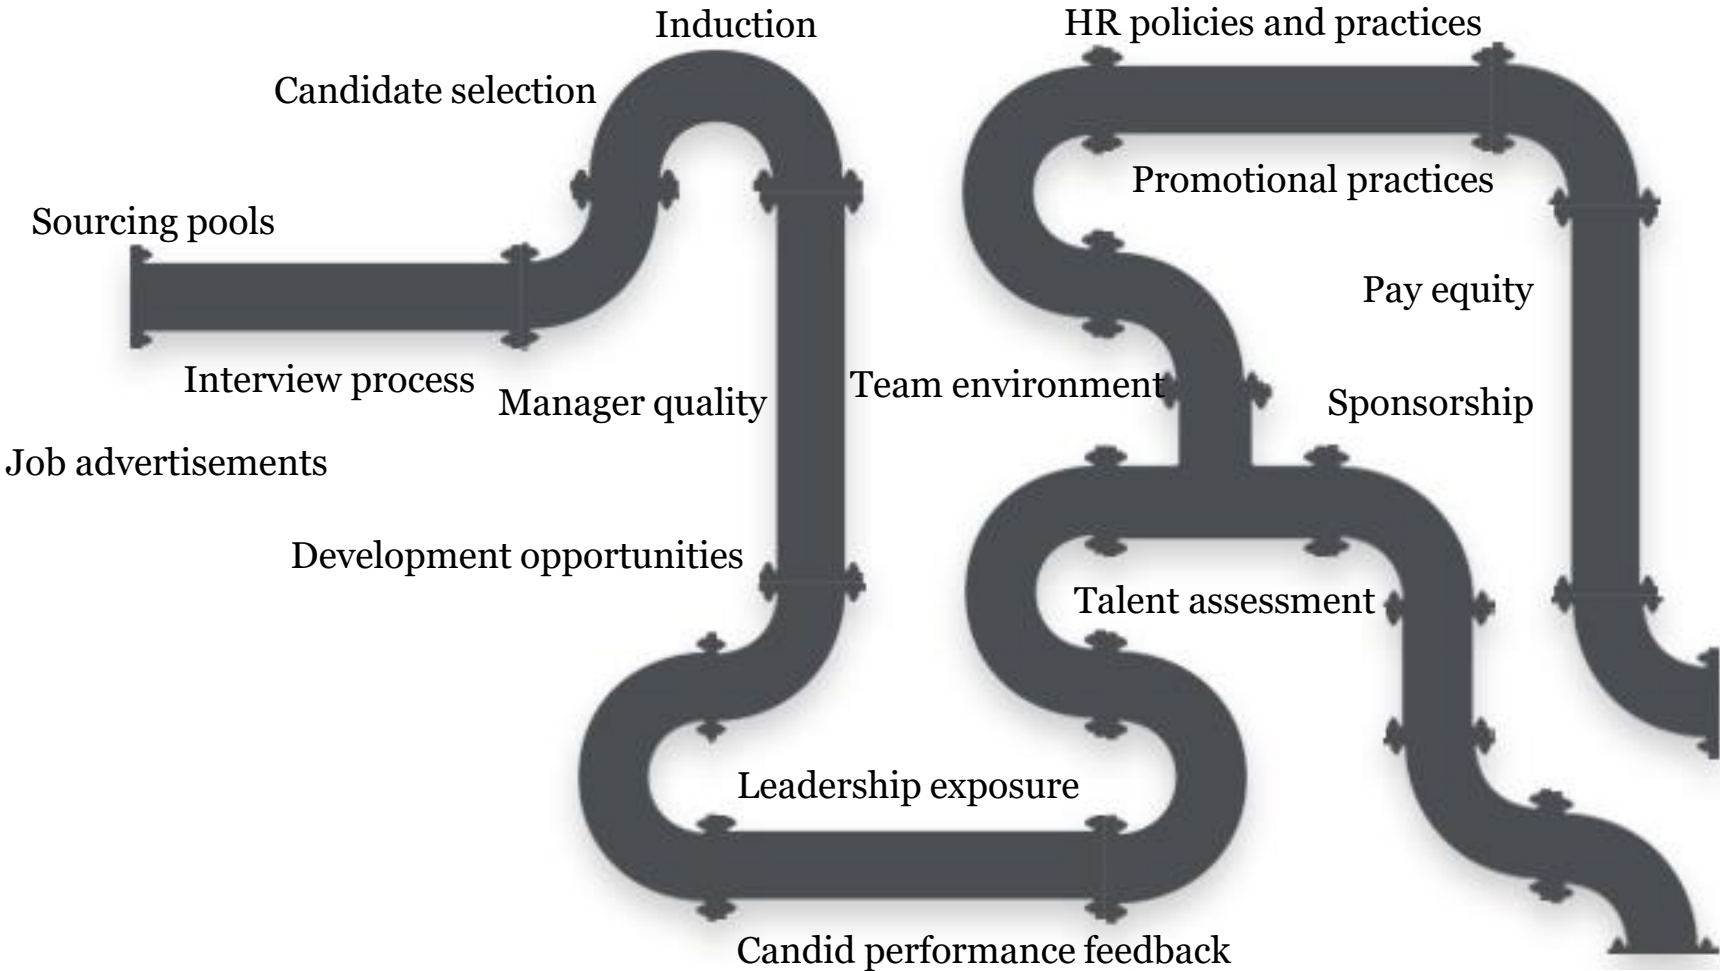 Induction
HR policies and practices
Candidate selection
Promotional practices
Sourcing pools
Pay equity
Interview process
Manager quality
Team environment
Sponsorship
Job advertisements
Development opportunities
Talent assessment
Leadership exposure
Candid performance feedback